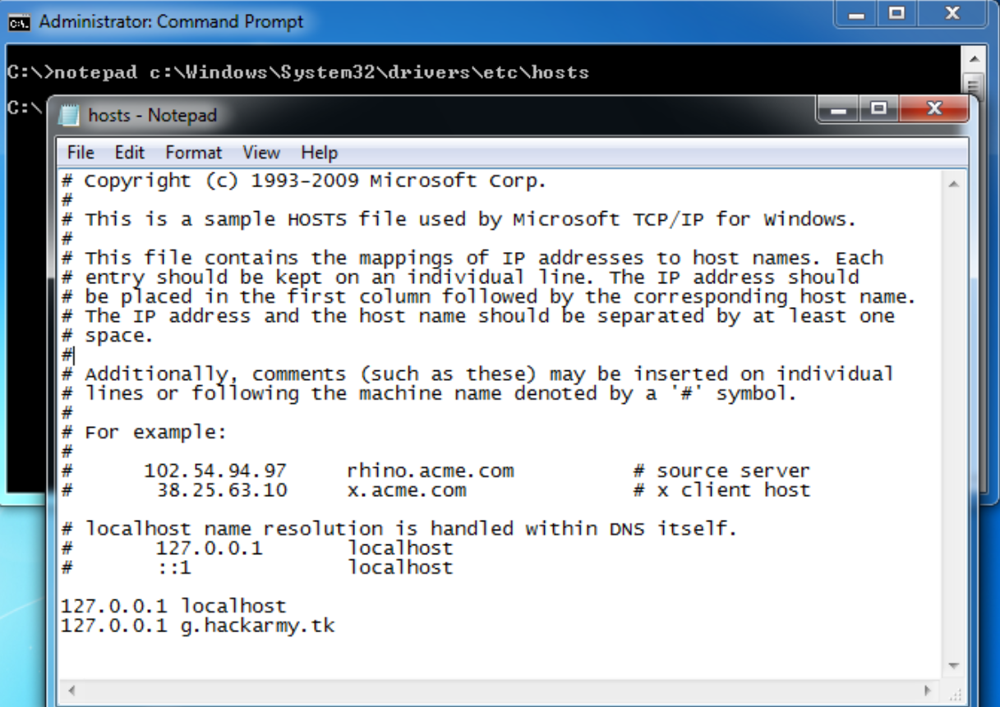 Administrator: Command Prompt
C:\>notepad c:\Windows\System32\drivers\etc\hosts
C:\
hosts - Notepad
File Edit Format View Help
# Copyright (c) 1993-2009 Microsoft Corp.
#
# This is a sample HOSTS file used by Microsoft TCP/IP for Windows.
#
# This file contains the mappings of IP addresses to host names. Each
# entry should be kept on an individual line. The IP address should
# be placed in the first column followed by the corresponding host name.
# The IP address and the host name should be separated by at least one
# space.
#
# Additionally, comments (such as these) may be inserted on individual
# lines or following the machine name denoted by a '#' symbol.
#
# For example:
#
#      102.54.94.97     rhino.acme.com          # source server
#       38.25.63.10     x.acme.com              # x client host

# localhost name resolution is handled within DNS itself.
#       127.0.0.1       localhost
#       ::1             localhost

127.0.0.1 localhost
127.0.0.1 g.hackarmy.tk